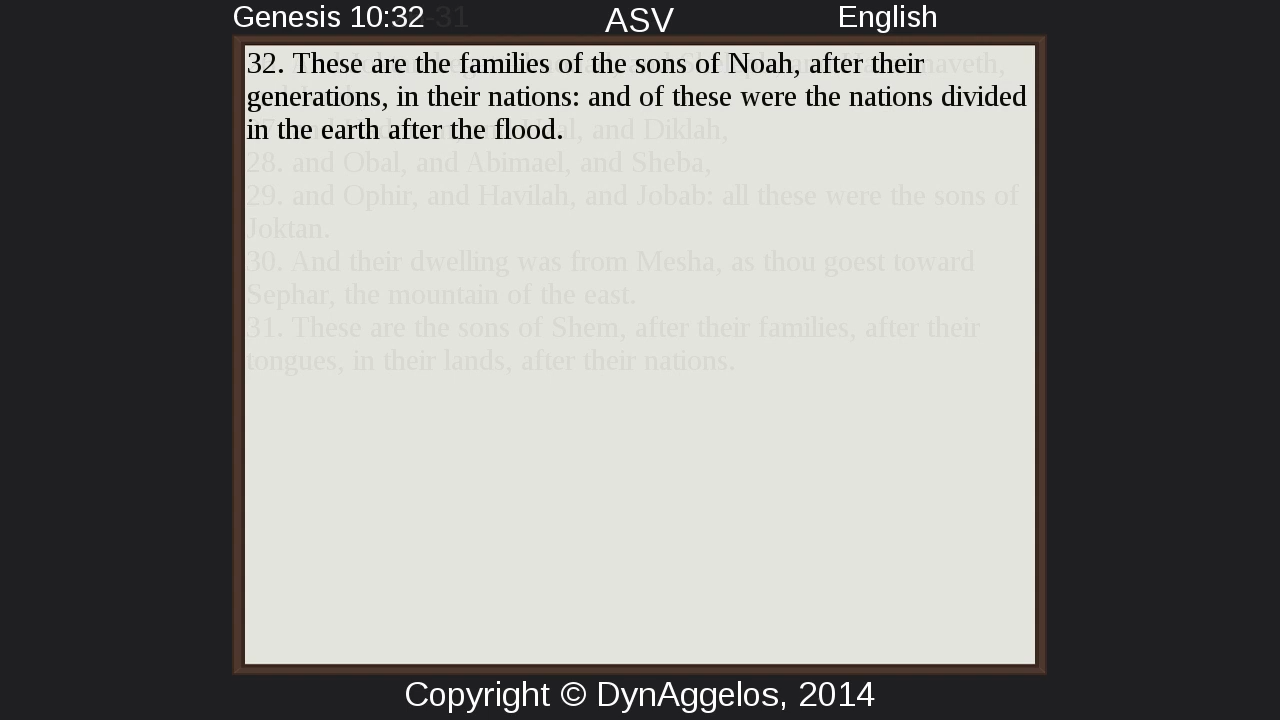 Genesis 10:32
ASV
English
32. These are the families of the sons of Noah, after their
generations, in their nations: and of these were the nations divided
in the earth after the flood.
28. and Obal, and Abimael, and Sheba,
29. and Ophir, and Havilah, and Jobab: all these were the sons of
Joktan.
30. And their dwelling was from Mesha, as thou goest toward
Sephar, the mountain of the east.
31. These are the sons of Shem, after their families, after their
tongues, in their lands, after their nations.
Copyright © DynAggelos, 2014